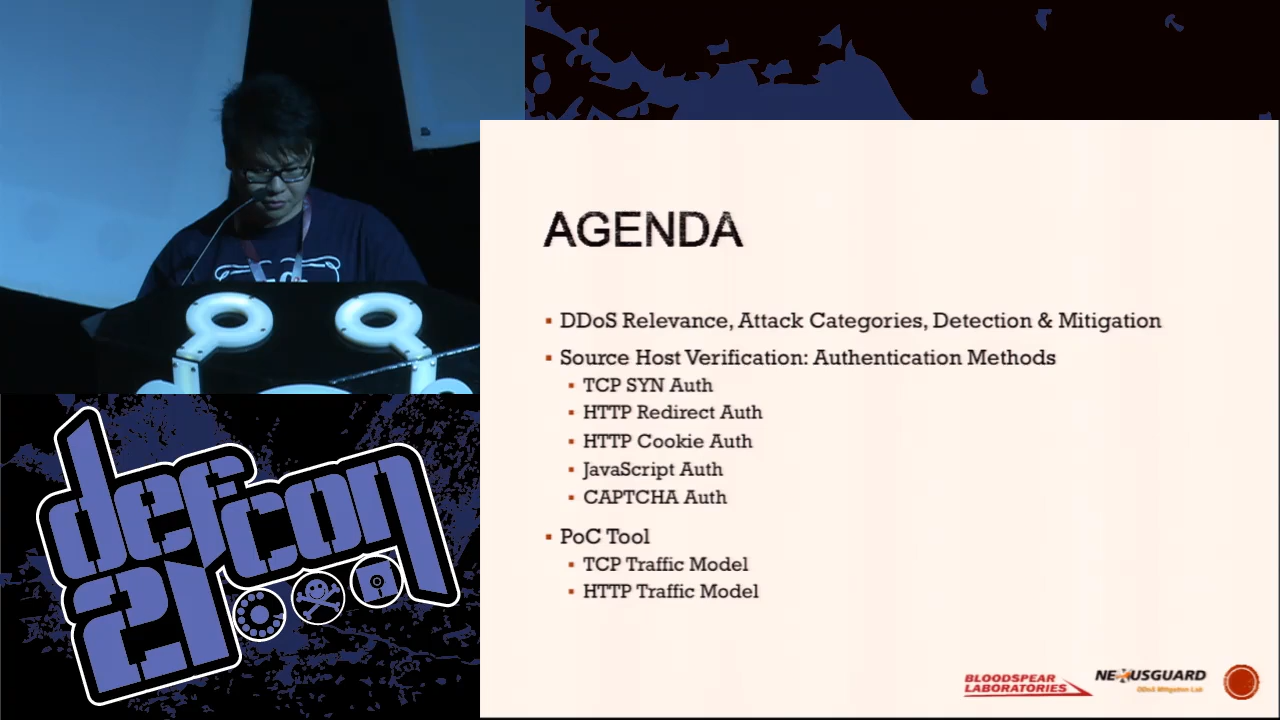 AGENDA
▪ DDoS Relevance, Attack Categories, Detection & Mitigation
▪ Source Host Verification: Authentication Methods
▪ TCP SYN Auth
▪ HTTP Redirect Auth
▪ HTTP Cookie Auth
▪ JavaScript Auth
▪ CAPTCHA Auth
▪ PoC Tool
▪ TCP Traffic Model
▪ HTTP Traffic Model
BLOODSPEAR
LABORATORIES
NEXUSGUARD
DDoS Mitigation Lab
defcon
21